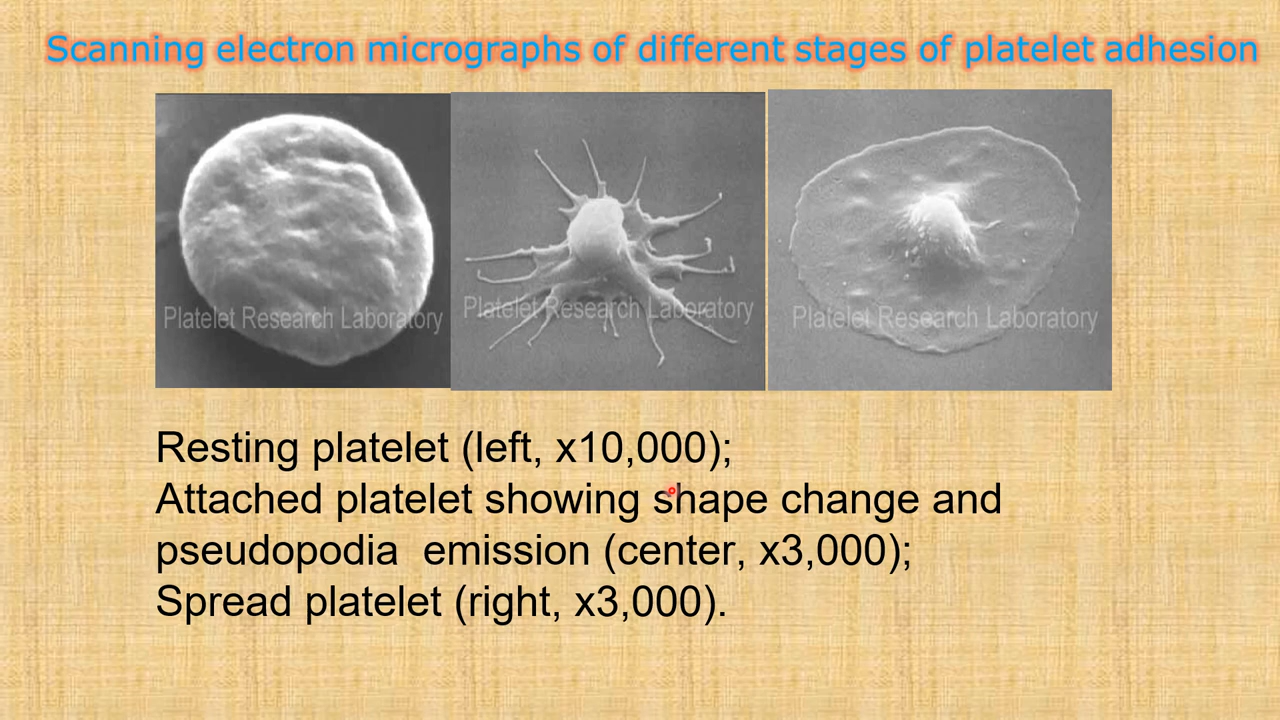 Scanning electron micrographs of different stages of platelet adhesion
Platelet Research Laboratory
Platelet Research Laboratory
Platelet Research Laboratory
Resting platelet (left, x10,000);
Attached platelet showing shape change and
pseudopodia  emission (center, x3,000);
Spread platelet (right, x3,000).